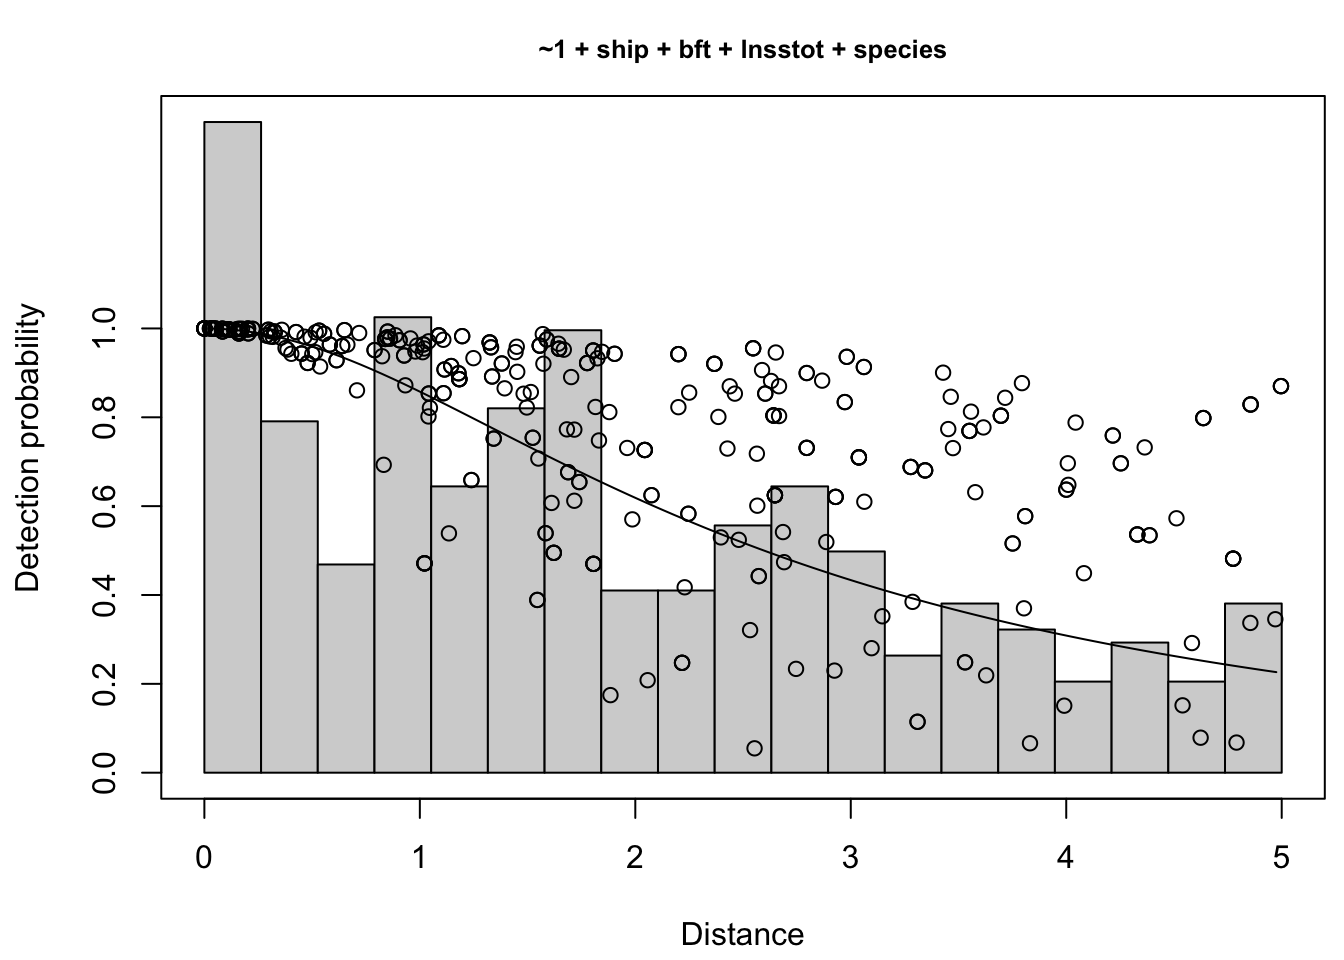 ~1 + ship + bft + lnsstot + species
Detection probability
1.0
0.8
0.6
0.4
0.2
0.0
0 1 2 3 4 5
Distance